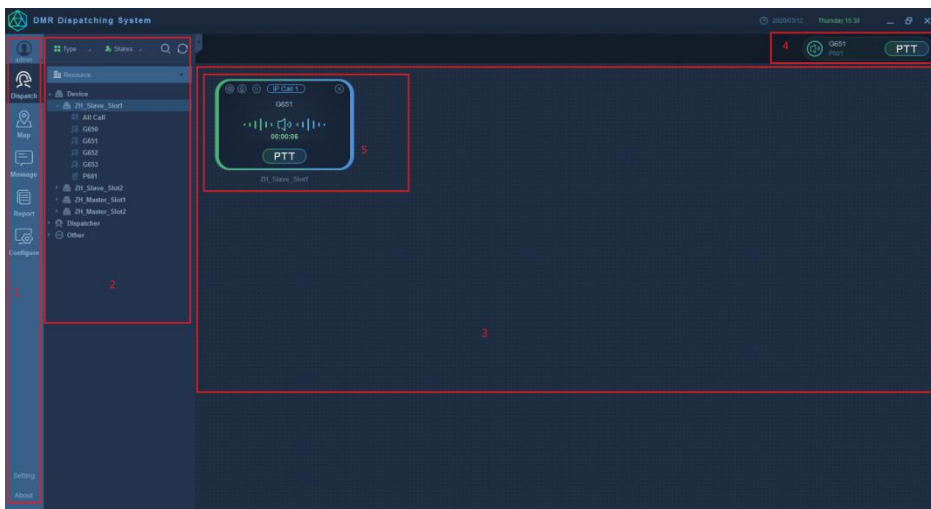 DMR Dispatching System
2020/03/12 Thursday 15:38
admin
Dispatch
Map
Message
Report
Configure
Setting
About
1
Type
States
Resource
Device
ZH_Slave_Slot1
All Call
G650
G651
G652
G653
P681
ZH_Slave_Slot2
ZH_Master_Slot1
ZH_Master_Slot2
Dispatcher
Other
2
IP Call 1
G651
00:00:06
PTT
ZH_Slave_Slot1
5
3
4
G651
PTT